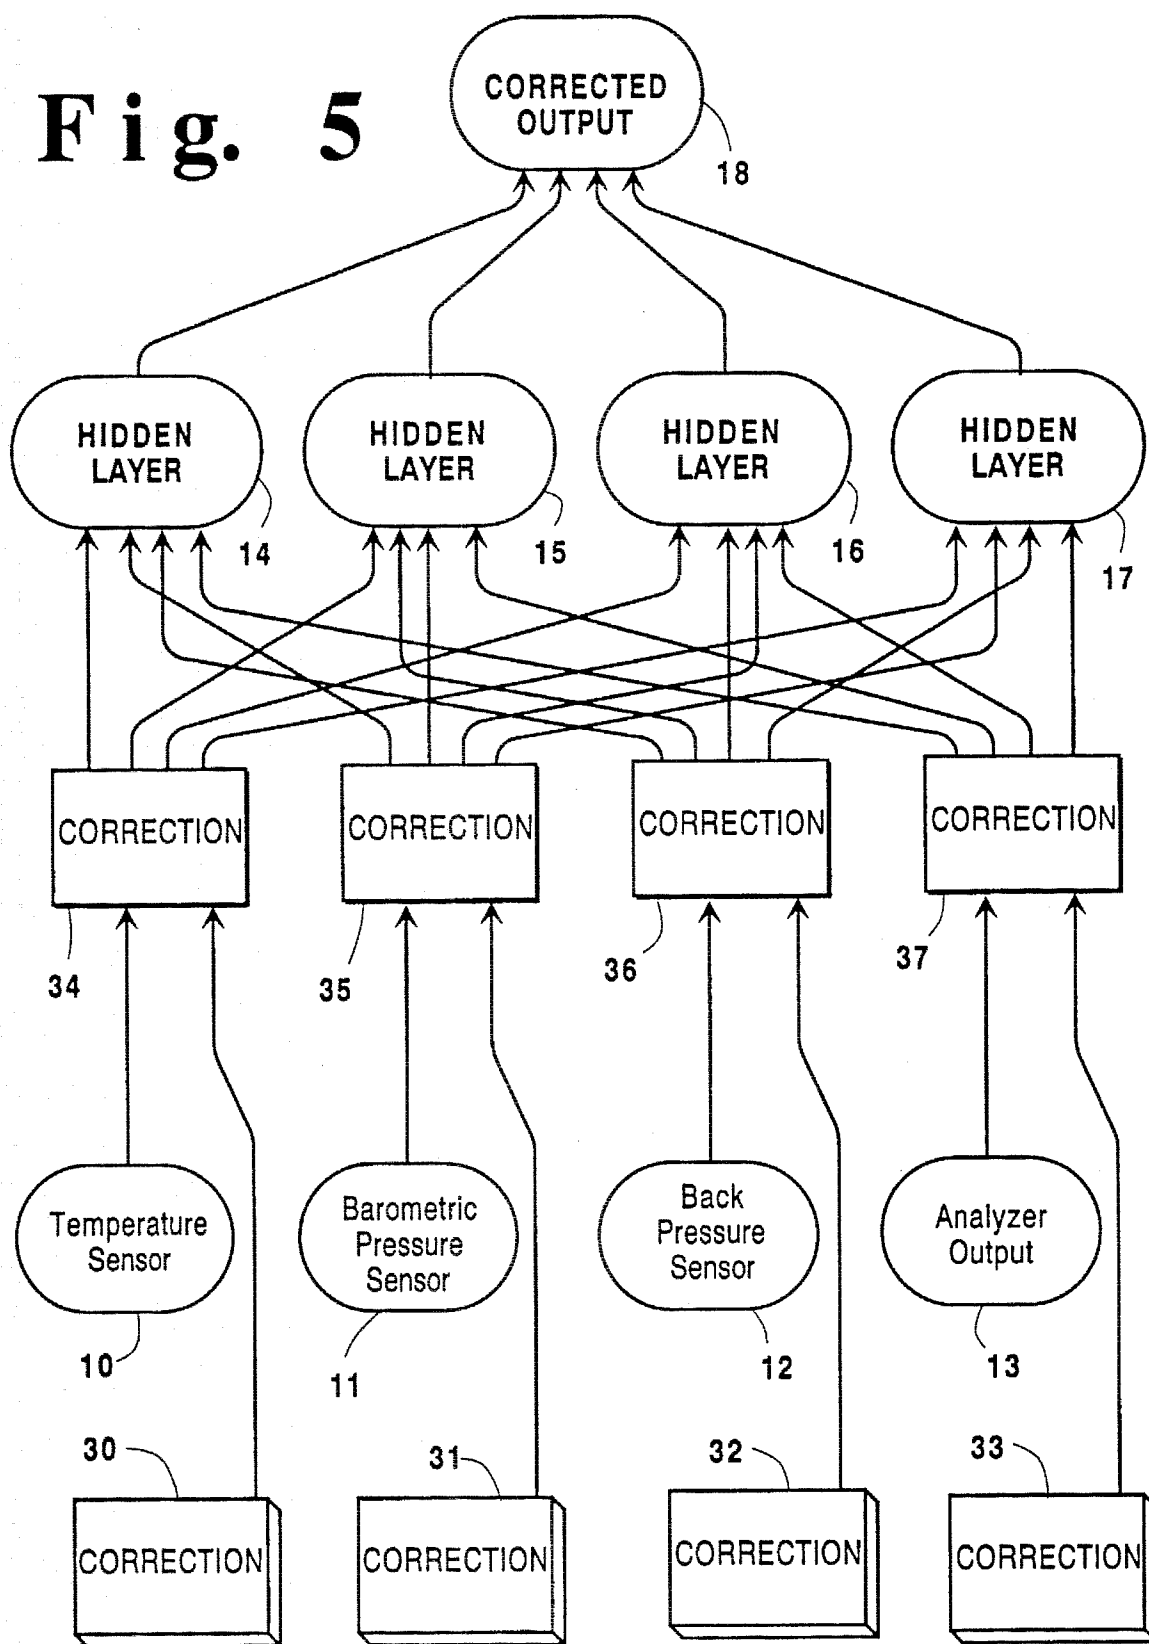 Fig. 5
CORRECTED
OUTPUT
18
HIDDEN
LAYER
14
HIDDEN
LAYER
15
HIDDEN
LAYER
16
HIDDEN
LAYER
17
CORRECTION
34
CORRECTION
35
CORRECTION
36
CORRECTION
37
Temperature
Sensor
10
Barometric
Pressure
Sensor
11
Back
Pressure
Sensor
12
Analyzer
Output
13
30
CORRECTION
31
CORRECTION
32
CORRECTION
33
CORRECTION